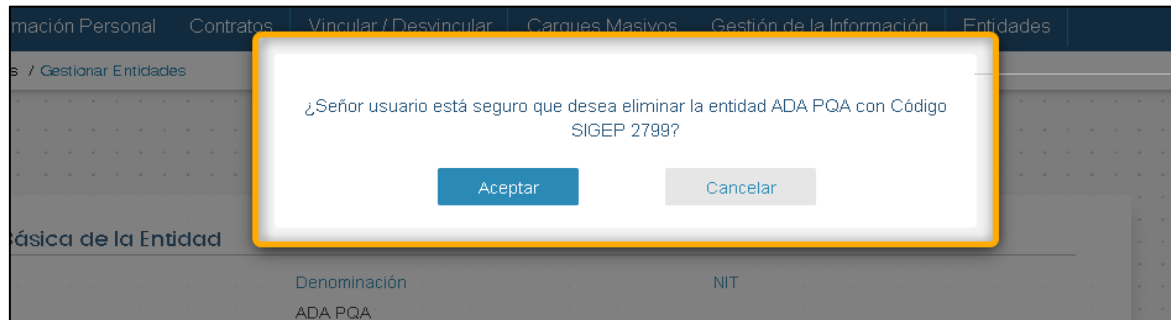 mación Personal Contratos Vincular / Desvincular Cargues Masivos Gestión de la Información Entidades
s / Gestionar Entidades
¿Señor usuario está seguro que desea eliminar la entidad ADA PQA con Código
SIGEP 2799?
Aceptar Cancelar
Básica de la Entidad
Denominación NIT
ADA PQA